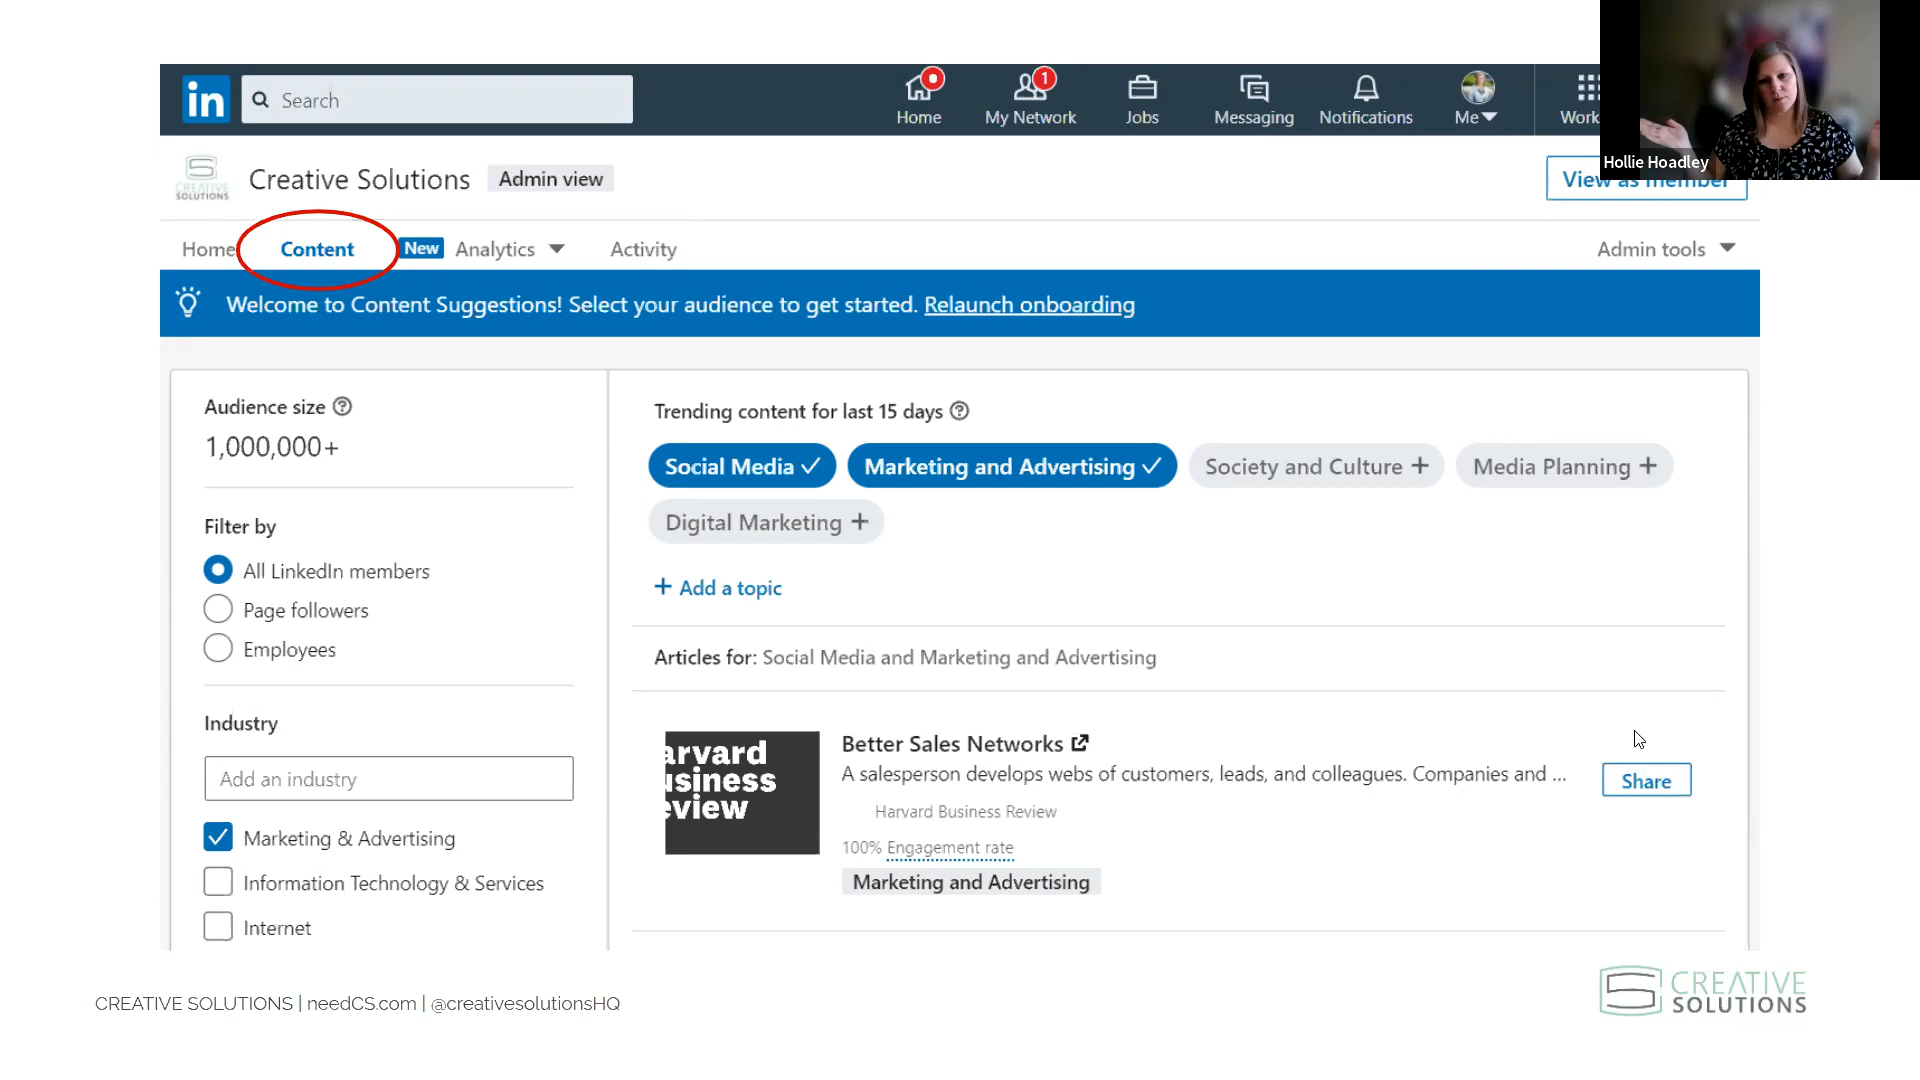 in Search
Home
1
My Network
Jobs
Messaging
Notifications
Me
Work
Hollie Hoadley
CREATIVE
SOLUTIONS
Creative Solutions Admin view
View as member
Home Content New Analytics Activity Admin tools
Welcome to Content Suggestions! Select your audience to get started. Relaunch onboarding
Audience size ?
1,000,000+
Filter by
All LinkedIn members
Page followers
Employees
Industry
Add an industry
Marketing & Advertising
Information Technology & Services
Internet
Trending content for last 15 days ?
Social Media ✓ Marketing and Advertising ✓ Society and Culture + Media Planning +
Digital Marketing +
+ Add a topic
Articles for: Social Media and Marketing and Advertising
arvard
usiness
eview
Better Sales Networks
A salesperson develops webs of customers, leads, and colleagues. Companies and ...
Harvard Business Review
100% Engagement rate
Marketing and Advertising
Share
CREATIVE SOLUTIONS | needCS.com | @creativesolutionsHQ
CREATIVE
SOLUTIONS